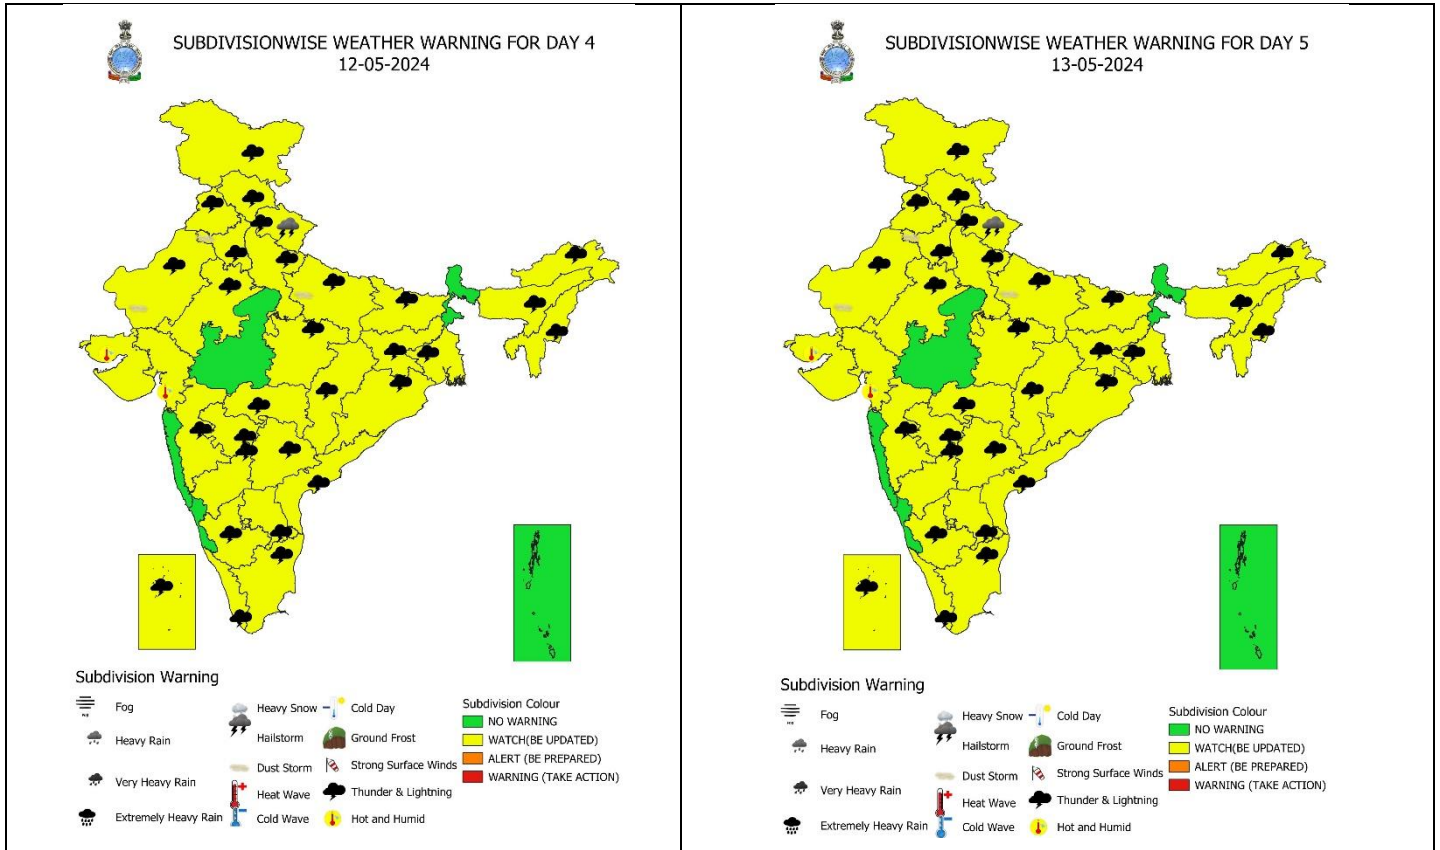 SUBDIVISIONWISE WEATHER WARNING FOR DAY 4
12-05-2024
Subdivision Warning
Fog
Heavy Rain
Very Heavy Rain
Extremely Heavy Rain
Heavy Snow
Hailstorm
Dust Storm
Heat Wave
Cold Wave
Cold Day
Ground Frost
Strong Surface Winds
Thunder & Lightning
Hot and Humid
Subdivision Colour
NO WARNING
WATCH(BE UPDATED)
ALERT (BE PREPARED)
WARNING (TAKE ACTION)
SUBDIVISIONWISE WEATHER WARNING FOR DAY 5
13-05-2024
Subdivision Warning
Fog
Heavy Rain
Very Heavy Rain
Extremely Heavy Rain
Heavy Snow
Hailstorm
Dust Storm
Heat Wave
Cold Wave
Cold Day
Ground Frost
Strong Surface Winds
Thunder & Lightning
Hot and Humid
Subdivision Colour
NO WARNING
WATCH(BE UPDATED)
ALERT (BE PREPARED)
WARNING (TAKE ACTION)